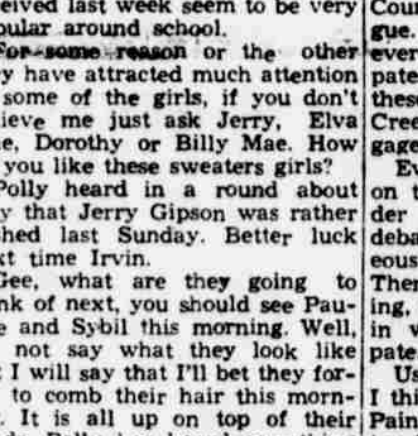 ceived last week seem to be very
pular around school.
For some reason or the other
y have attracted much attention
some of the girls, if you don't
ieve me just ask Jerry, Elva
e, Dorothy or Billy Mae. How
you like these sweaters girls?
Polly heard in a round about
y that Jerry Gipson was rather
shed last Sunday. Better luck
xt time Irvin.
Gee, what are they going to
nk of next, you should see Pau-
e and Sybil this morning. Well,
not say what they look like
I will say that I'll bet they for-
to comb their hair this morn-
. It is all up on top of their
Cour
gue.
ever
pate
thes
Cree
gage
Ev
on
der
deba
eous
Ther
ing,
in v
pate
Us
I thi
Pain